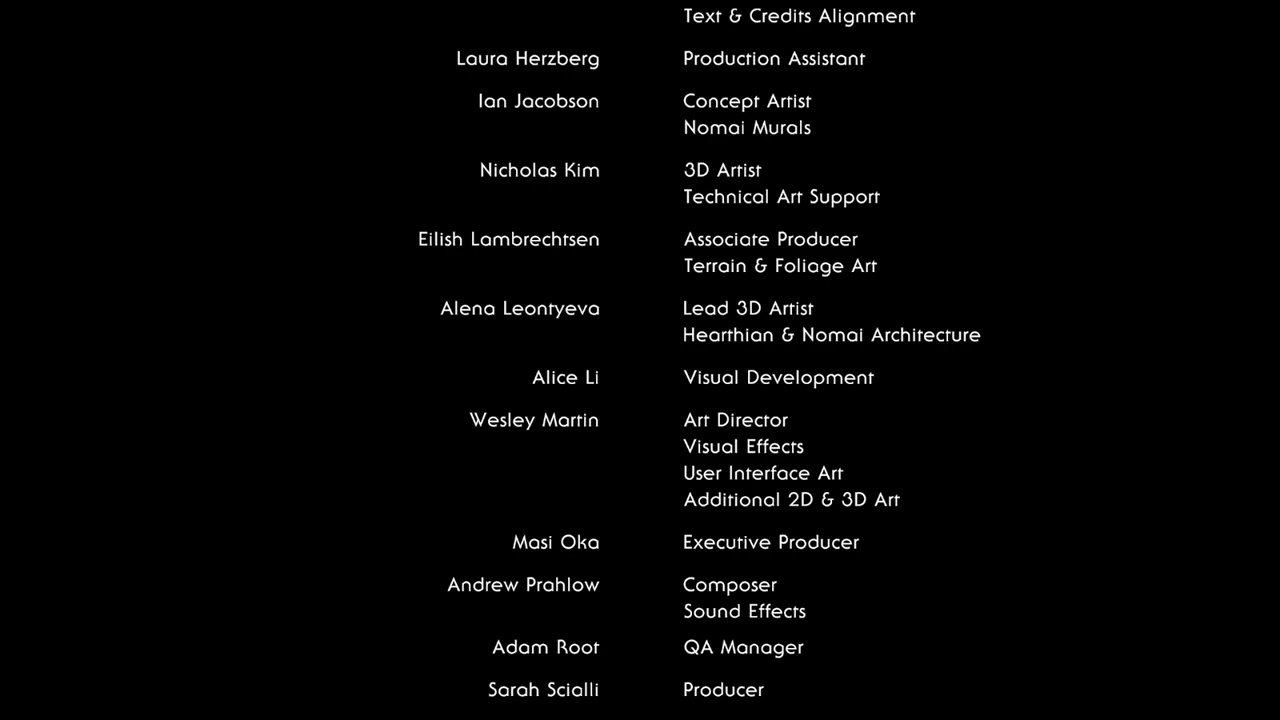 Text & Credits Alignment
Laura Herzberg Production Assistant
Ian Jacobson Concept Artist
Nomai Murals
Nicholas Kim 3D Artist
Technical Art Support
Eilish Lambrechtsen Associate Producer
Terrain & Foliage Art
Alena Leontyeva Lead 3D Artist
Hearthian & Nomai Architecture
Alice Li Visual Development
Wesley Martin Art Director
Visual Effects
User Interface Art
Additional 2D & 3D Art
Masi Oka Executive Producer
Andrew Prahlow Composer
Sound Effects
Adam Root QA Manager
Sarah Scialli Producer